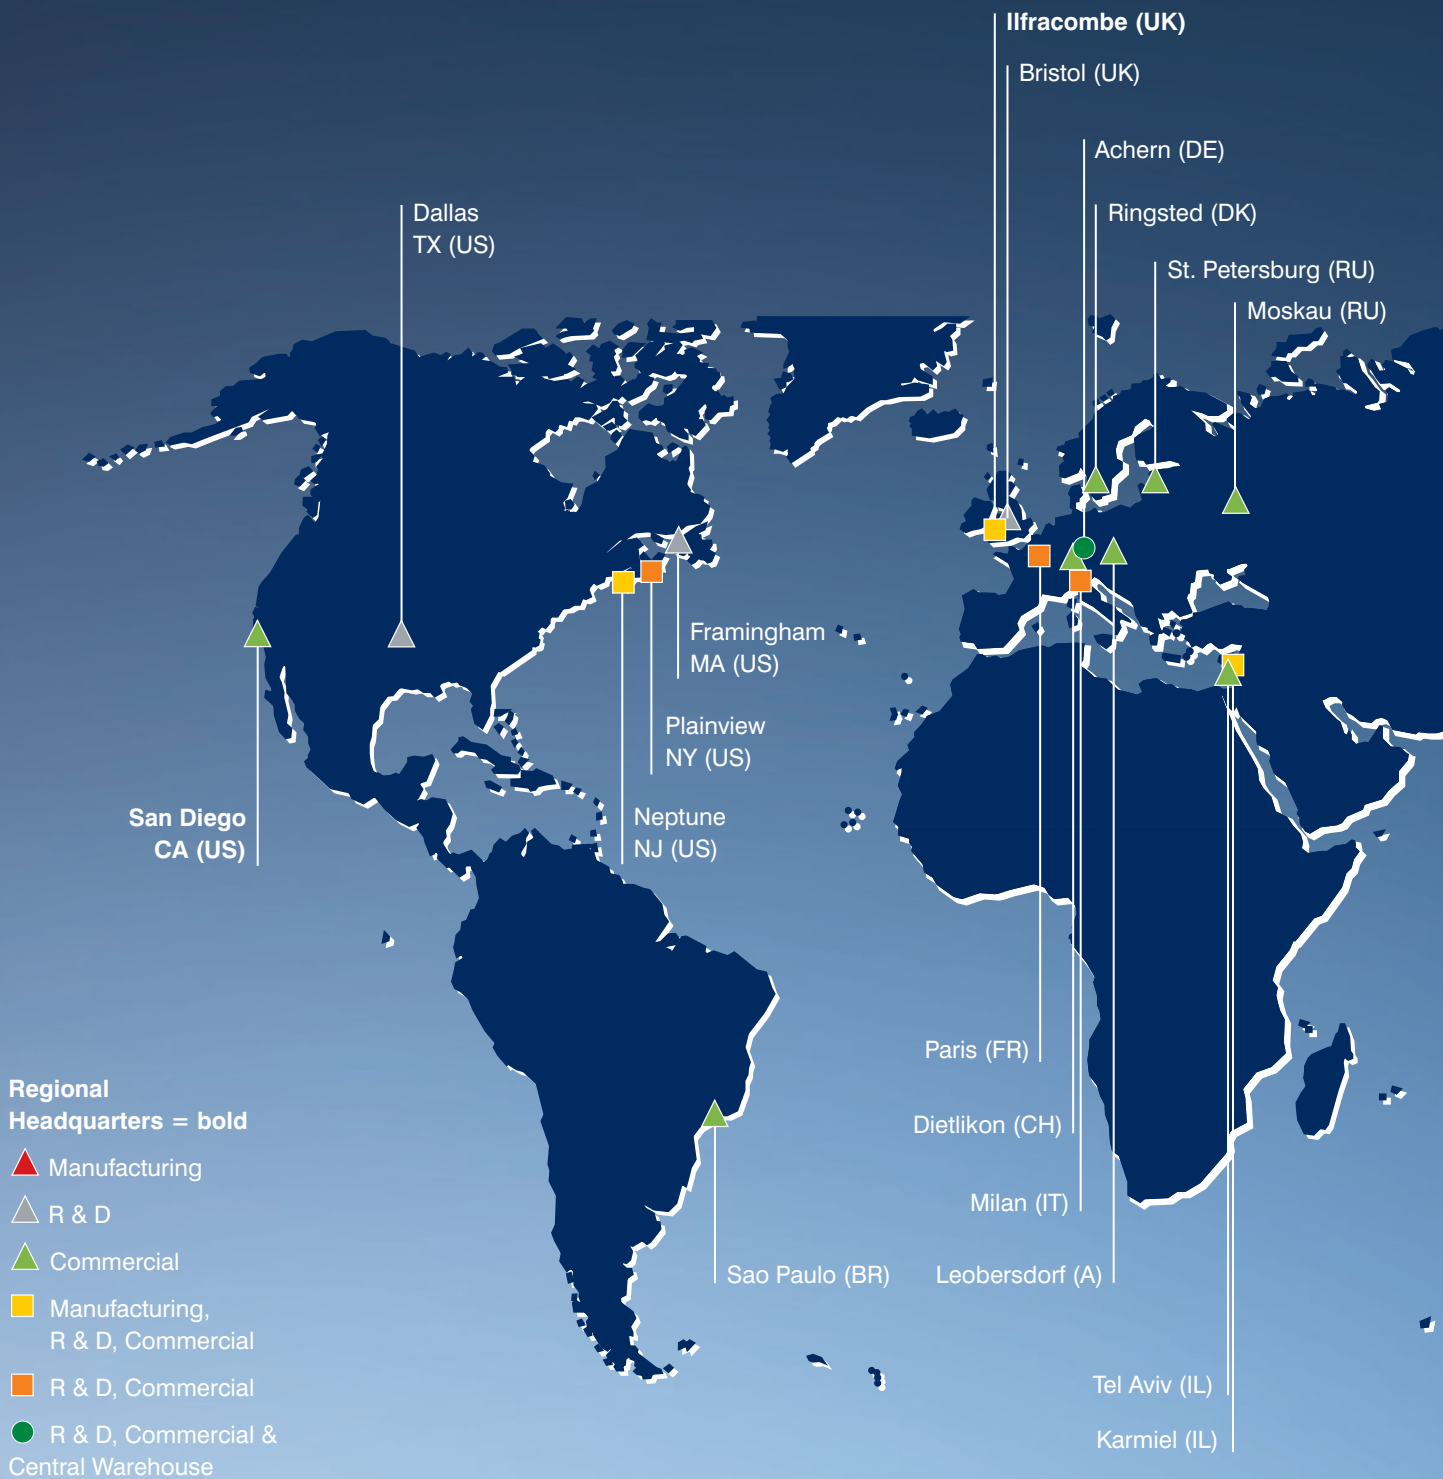 Ilfracombe (UK)
Bristol (UK)
Achern (DE)
Dallas
TX (US)
Ringsted (DK)
St. Petersburg (RU)
Moskau (RU)
Framingham
MA (US)
Plainview
NY (US)
San Diego
CA (US)
Neptune
NJ (US)
Paris (FR)
Dietlikon (CH)
Milan (IT)
Sao Paulo (BR)
Leobersdorf (A)
Tel Aviv (IL)
Karmiel (IL)
Regional
Headquarters = bold
Manufacturing
R & D
Commercial
Manufacturing,
R & D, Commercial
R & D, Commercial
R & D, Commercial &
Central Warehouse